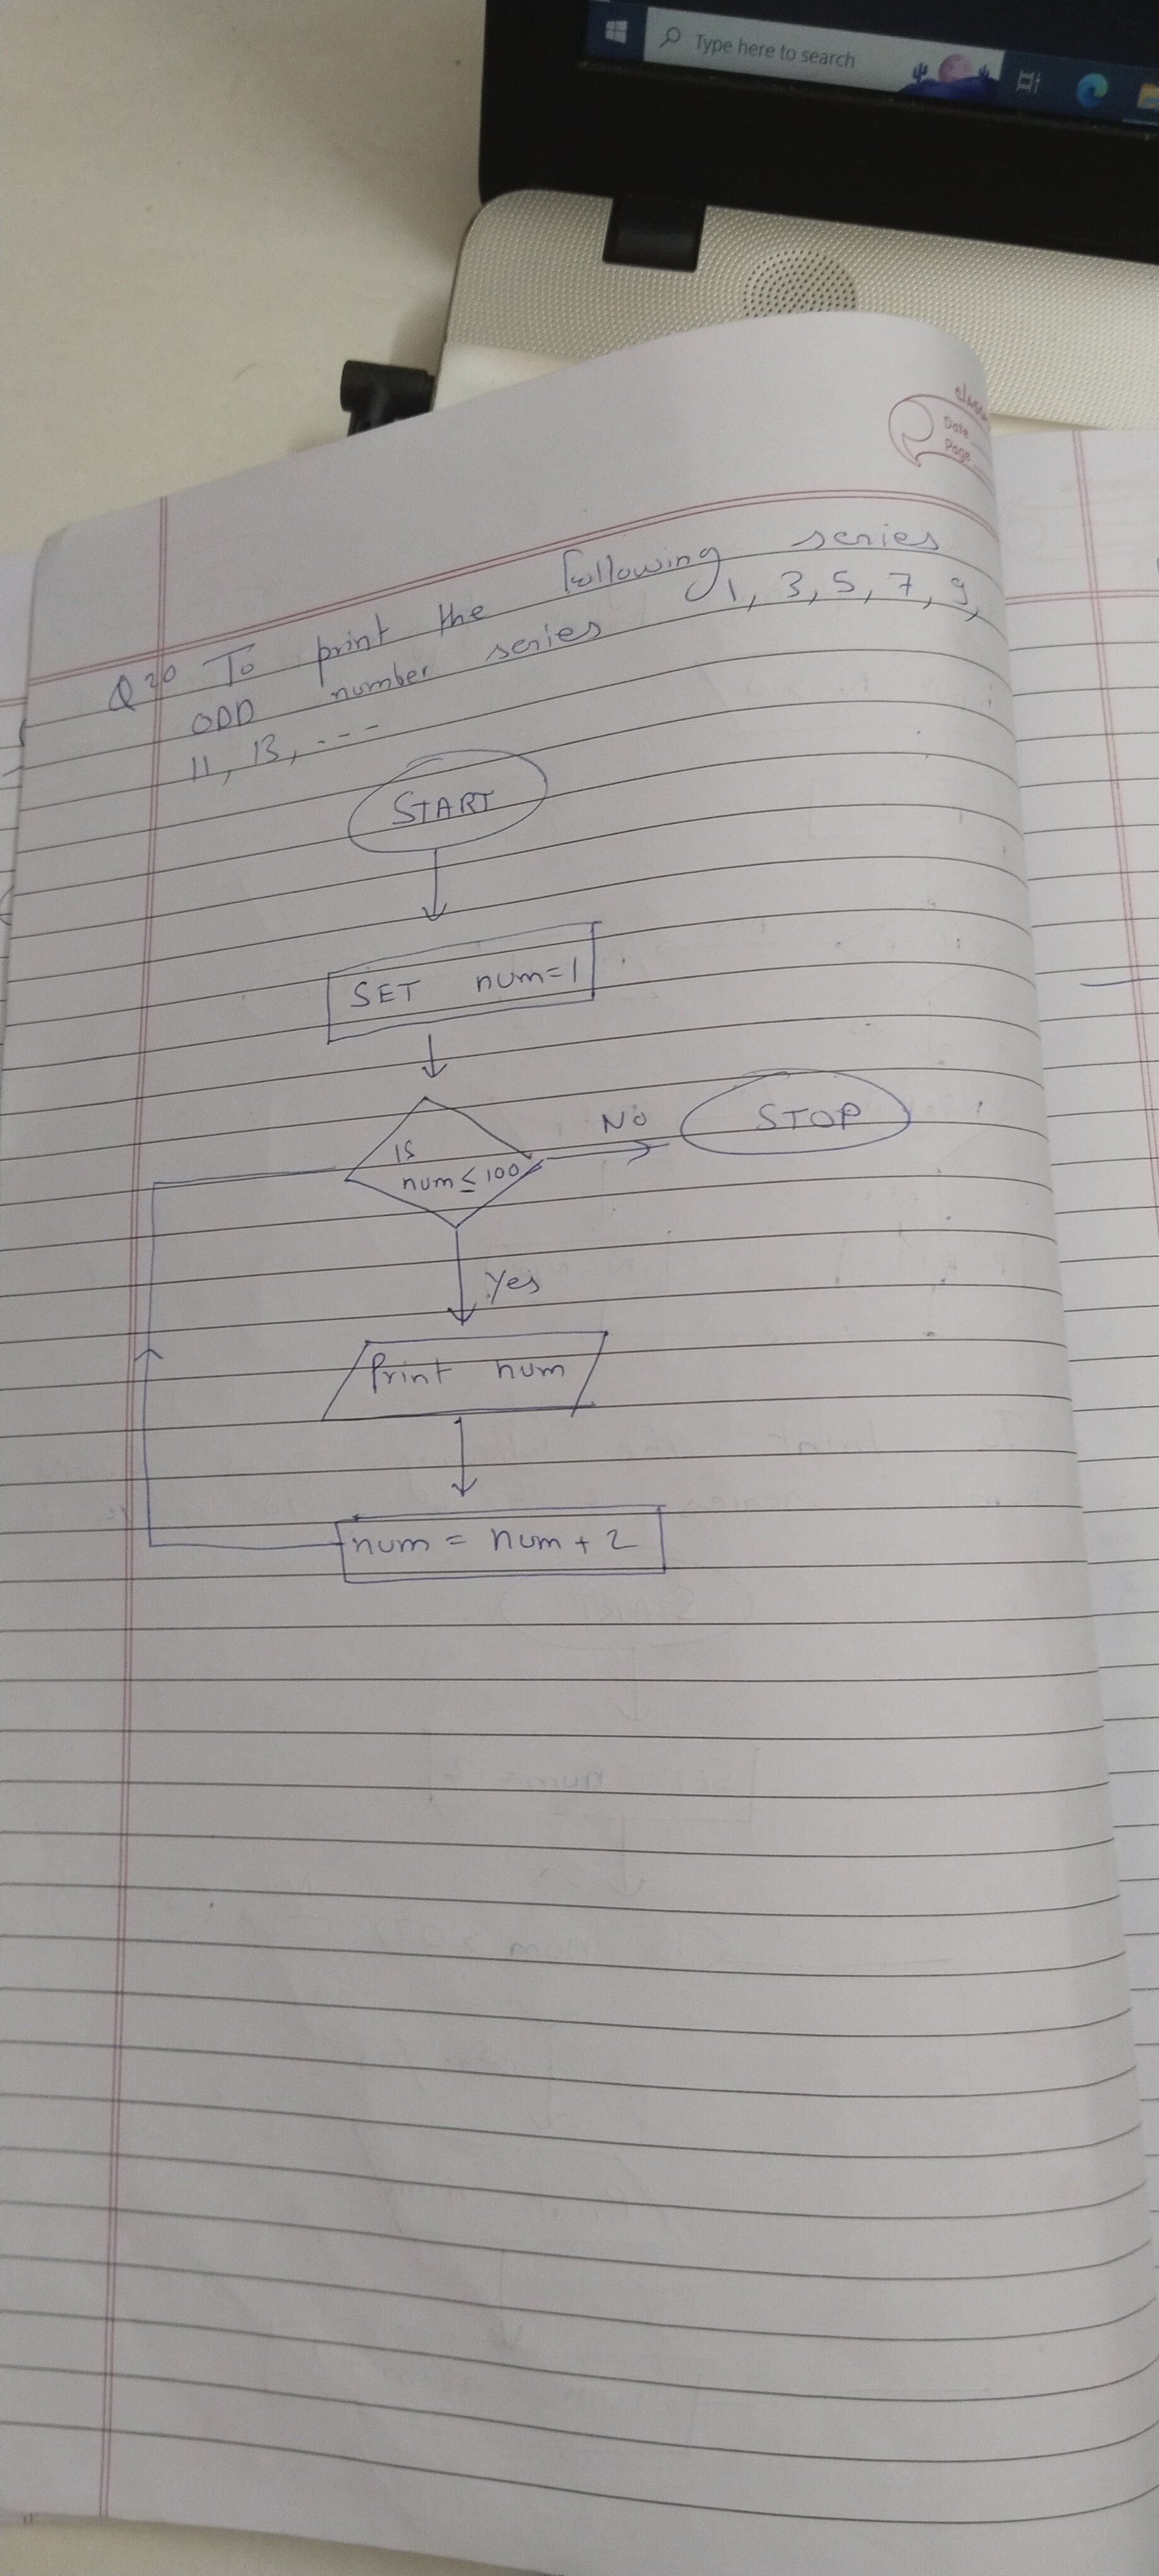 Type here to search
Date
Page
Q 20 To print the following series
ODD number series 1, 3, 5, 7, 9,
11, 13, ---
START
SET num=1
IS
num ≤ 100
No
STOP
Yes
Print num
num = num + 2